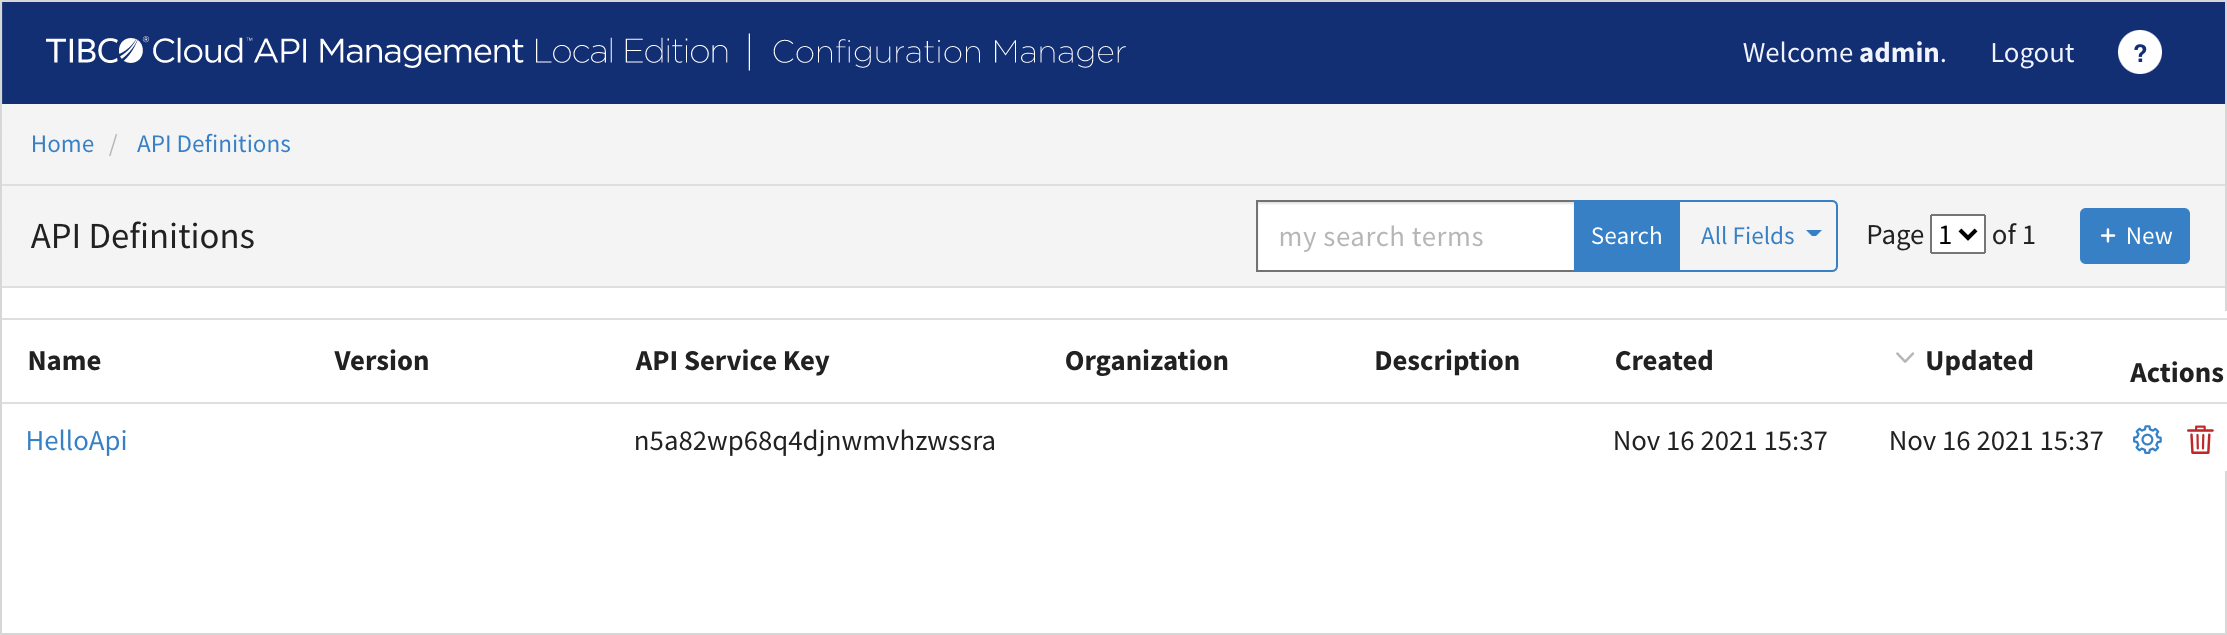 TIBCO® Cloud™ API Management Local Edition | Configuration Manager
Welcome admin. Logout ?
Home / API Definitions
API Definitions my search terms Search All Fields Page 1 of 1 + New
Name Version API Service Key Organization Description Created Updated Actions
HelloApi n5a82wp68q4djnwmvhzwssra Nov 16 2021 15:37 Nov 16 2021 15:37